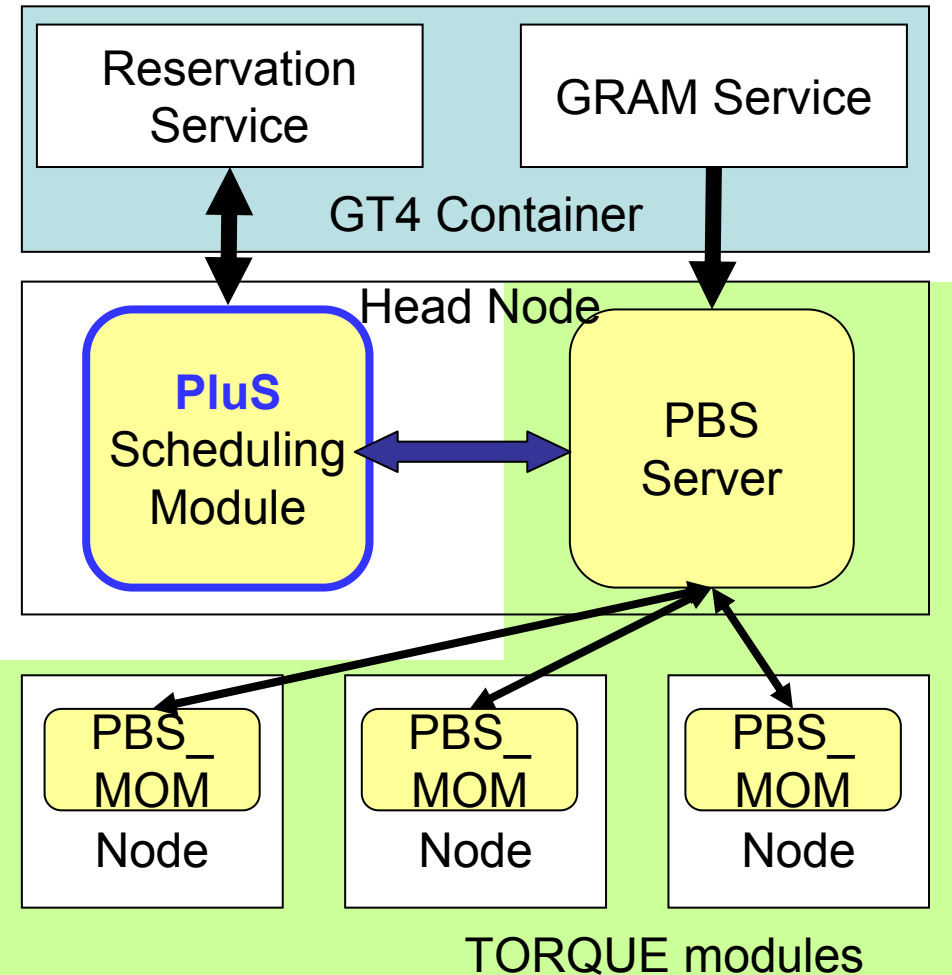 Reservation
Service
GRAM Service
GT4 Container
Head Node
PluS
Scheduling
Module
PBS
Server
PBS_
MOM
Node
PBS_
MOM
Node
PBS_
MOM
Node
TORQUE modules